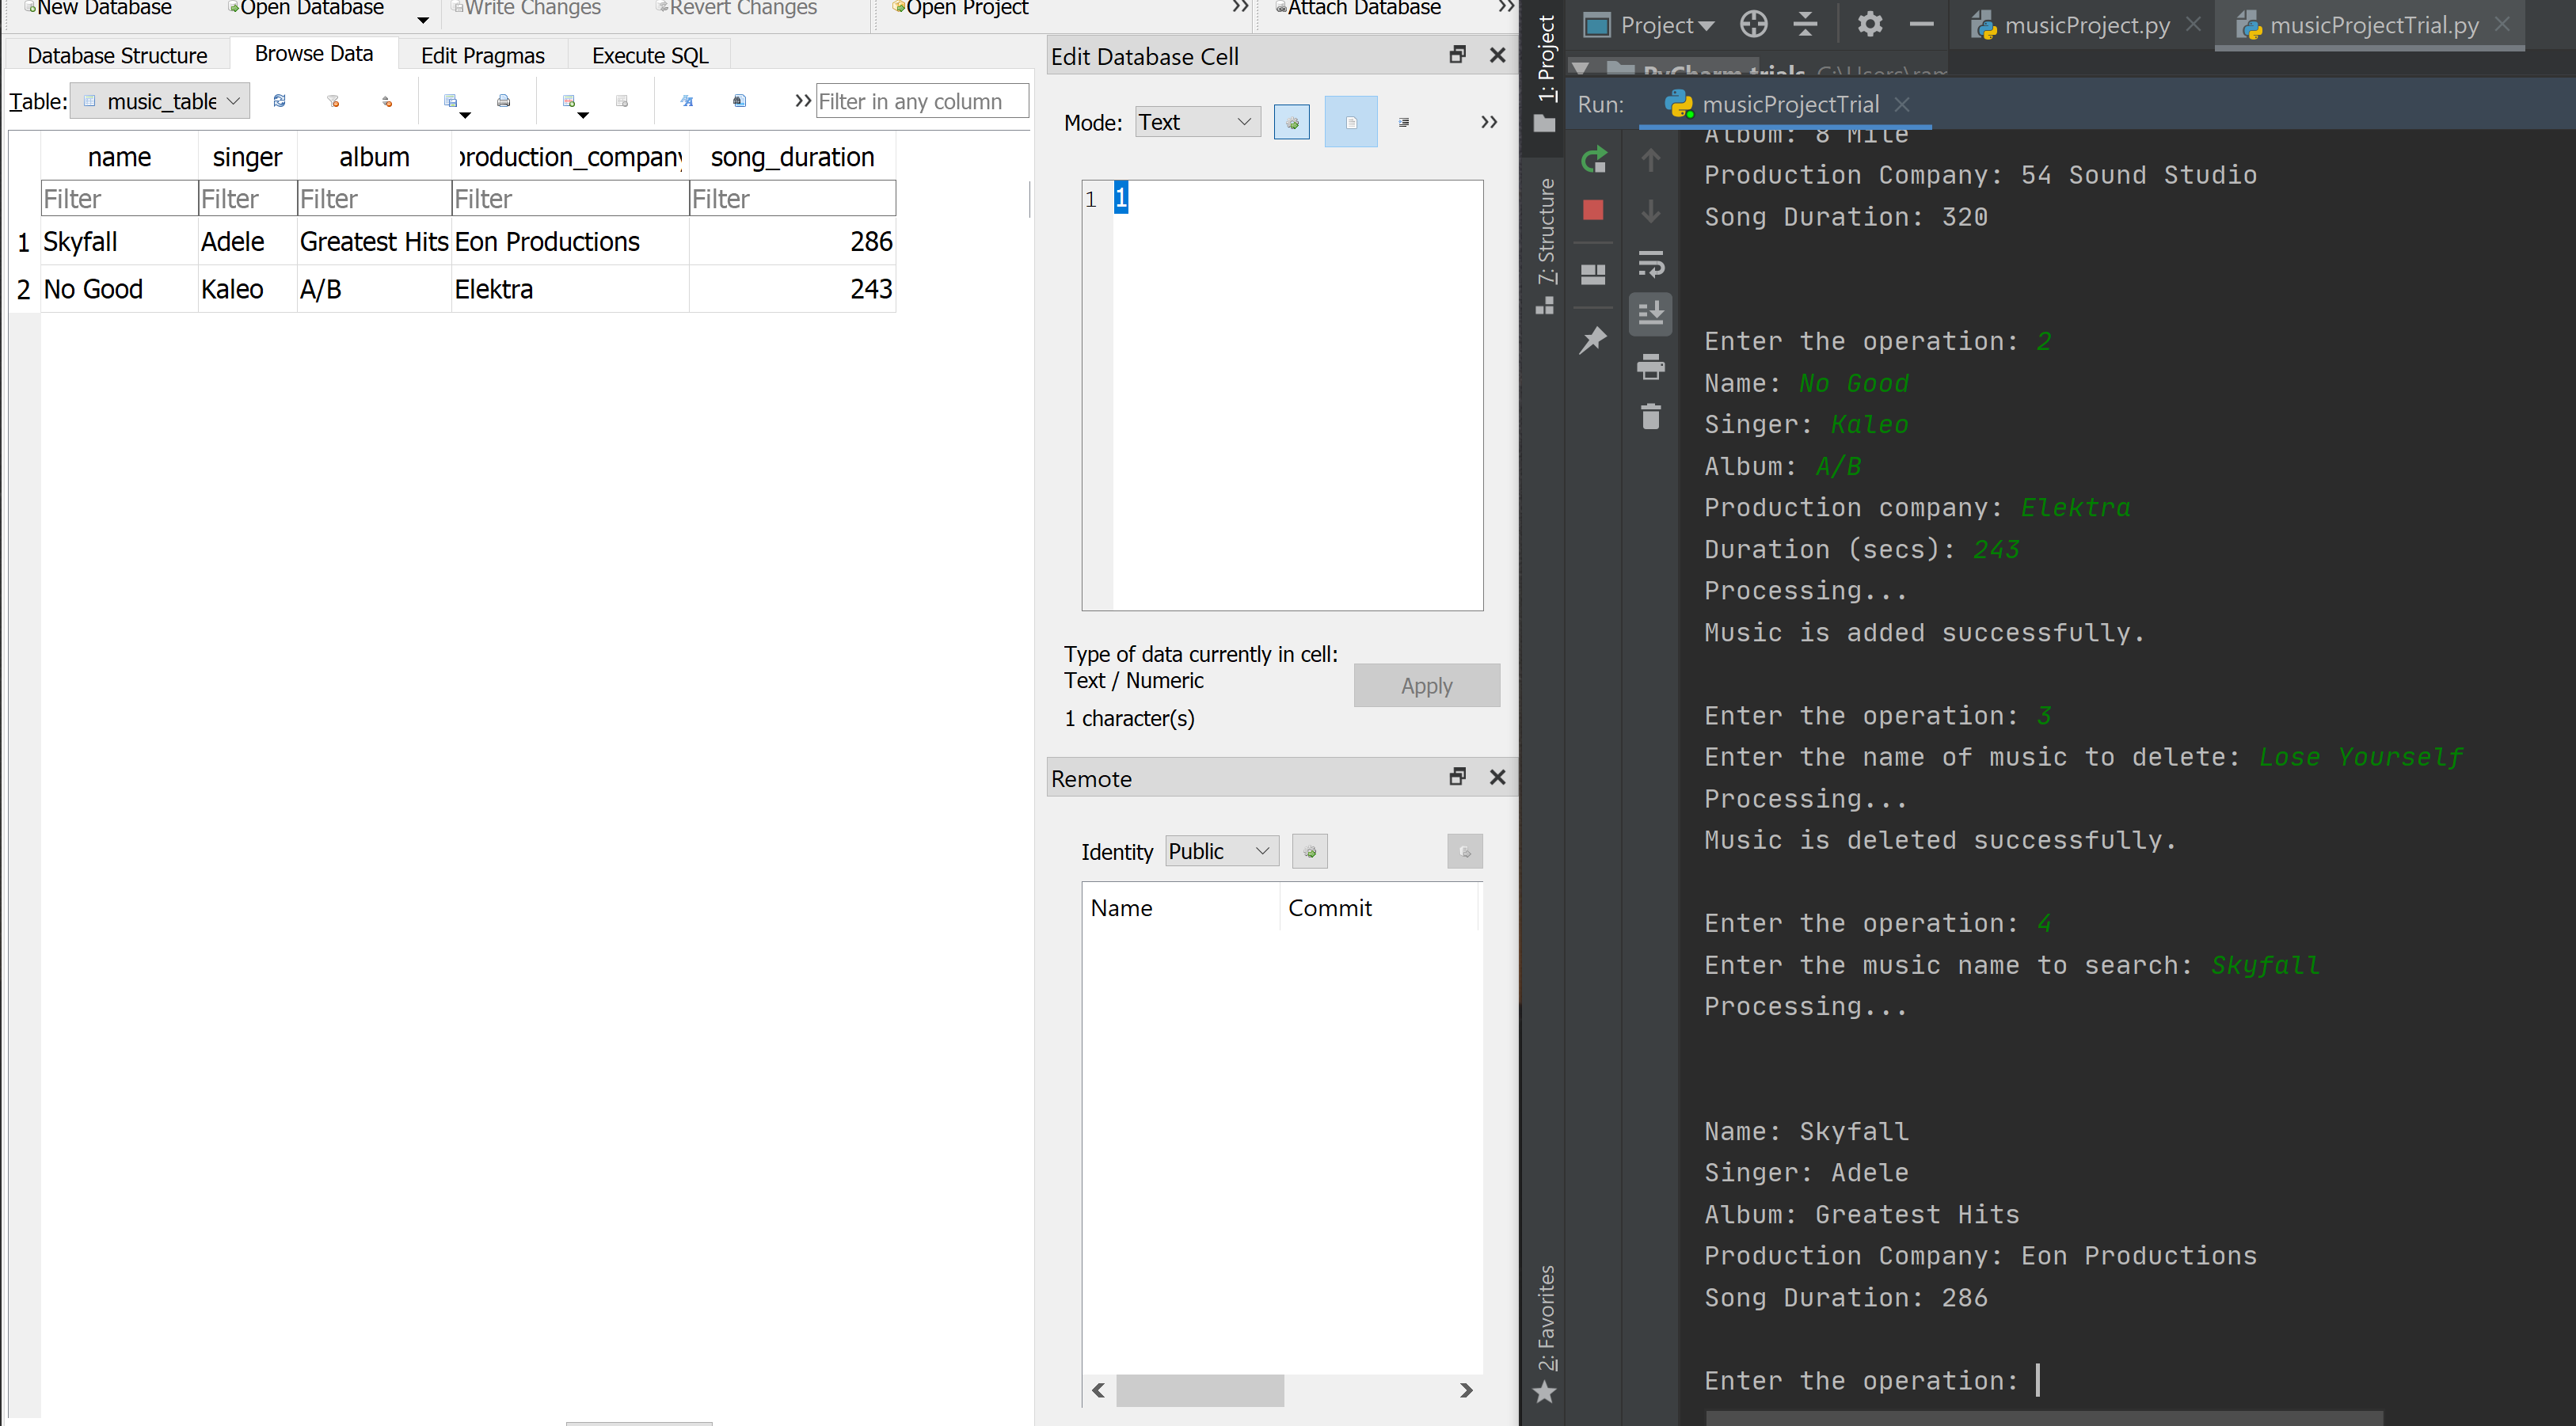 New Database Open Database Write Changes Revert Changes Open Project Attach Database
Database Structure Browse Data Edit Pragmas Execute SQL
Table: music_table Filter in any column
name singer album production_company song_duration
Filter Filter Filter Filter Filter
1 Skyfall Adele Greatest Hits Eon Productions 286
2 No Good Kaleo A/B Elektra 243
Edit Database Cell
Mode: Text
1 1
Type of data currently in cell:
Text / Numeric
1 character(s)
Apply
Remote
Identity Public
Name Commit
1: Project
7: Structure
2: Favorites
Project musicProject.py musicProjectTrial.py
PyCharm trials C:\Users\ram
Run: musicProjectTrial
Album: 8 Mile
Production Company: 54 Sound Studio
Song Duration: 320
Enter the operation: 2
Name: No Good
Singer: Kaleo
Album: A/B
Production company: Elektra
Duration (secs): 243
Processing...
Music is added successfully.
Enter the operation: 3
Enter the name of music to delete: Lose Yourself
Processing...
Music is deleted successfully.
Enter the operation: 4
Enter the music name to search: Skyfall
Processing...
Name: Skyfall
Singer: Adele
Album: Greatest Hits
Production Company: Eon Productions
Song Duration: 286
Enter the operation: